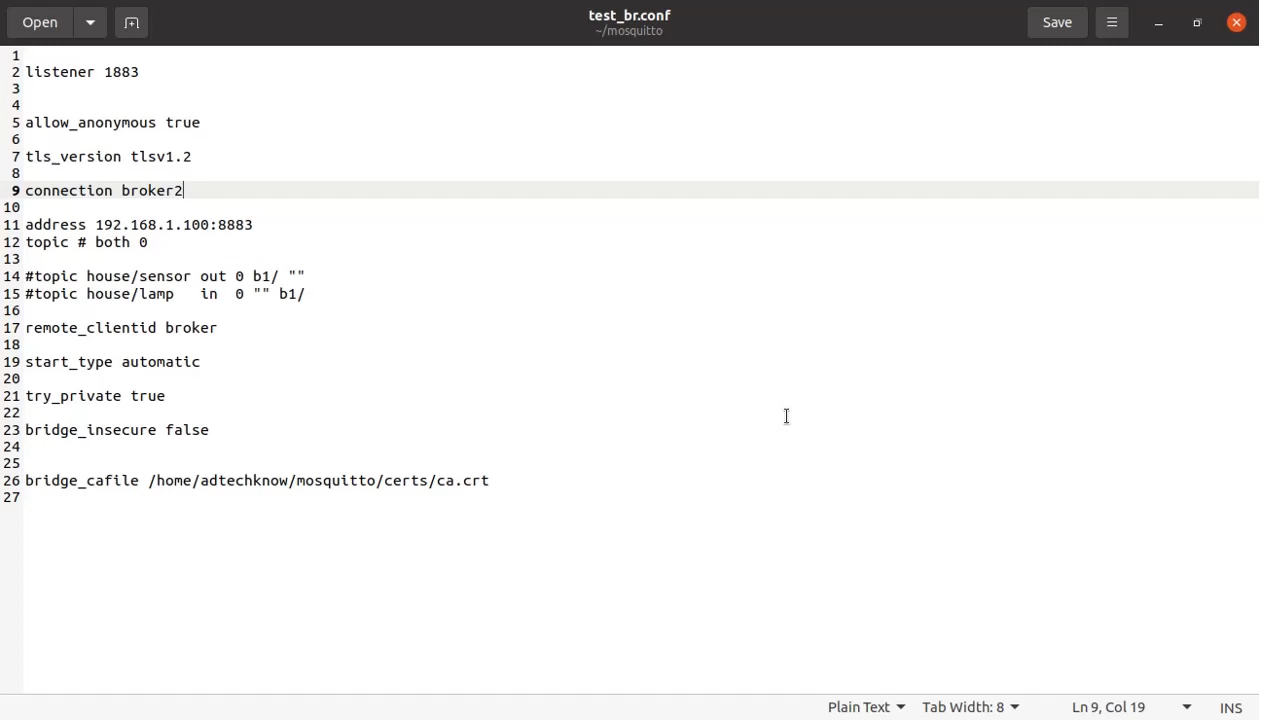 Open
test_br.conf
~/mosquitto
Save
1
2 listener 1883
3
4
5 allow_anonymous true
6
7 tls_version tlsv1.2
8
9 connection broker2
10
11 address 192.168.1.100:8883
12 topic # both 0
13
14 #topic house/sensor out 0 b1/ ""
15 #topic house/lamp   in  0 "" b1/
16
17 remote_clientid broker
18
19 start_type automatic
20
21 try_private true
22
23 bridge_insecure false
24
25
26 bridge_cafile /home/adtechknow/mosquitto/certs/ca.crt
27
Plain Text Tab Width: 8 Ln 9, Col 19 INS